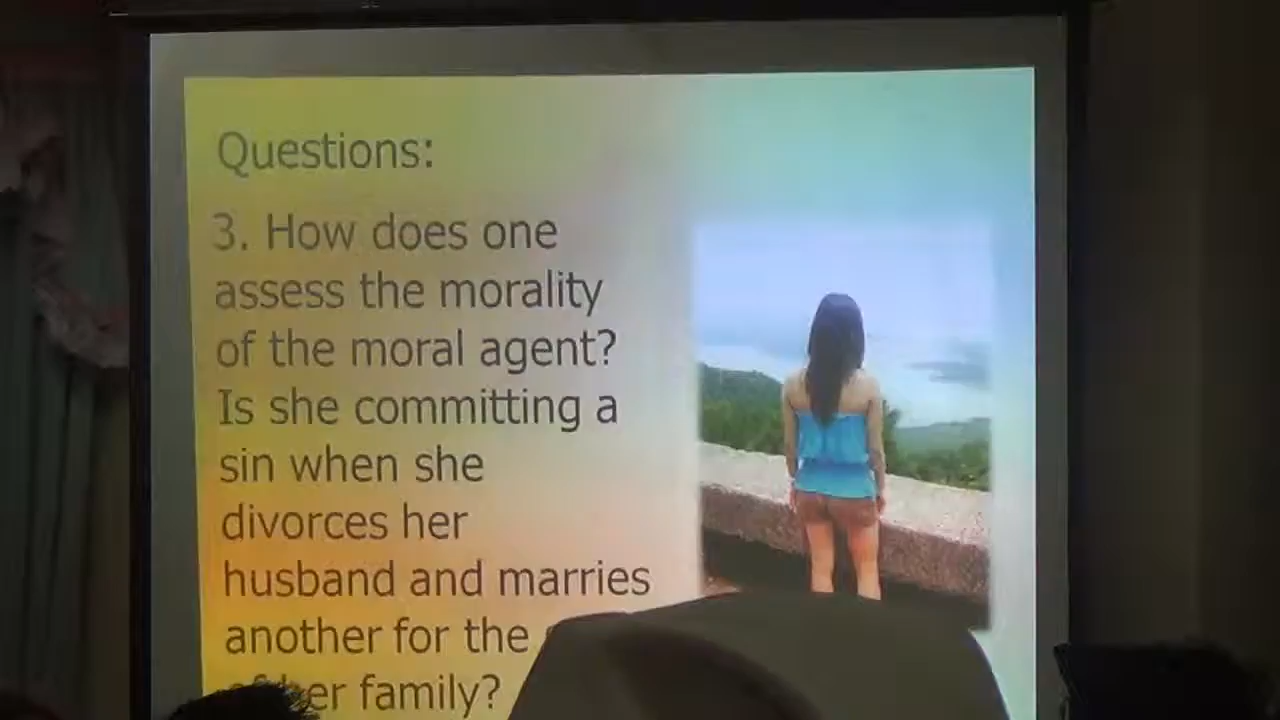 Questions:
3. How does one
assess the morality
of the moral agent?
Is she committing a
sin when she
divorces her
husband and marries
another for the
her family?